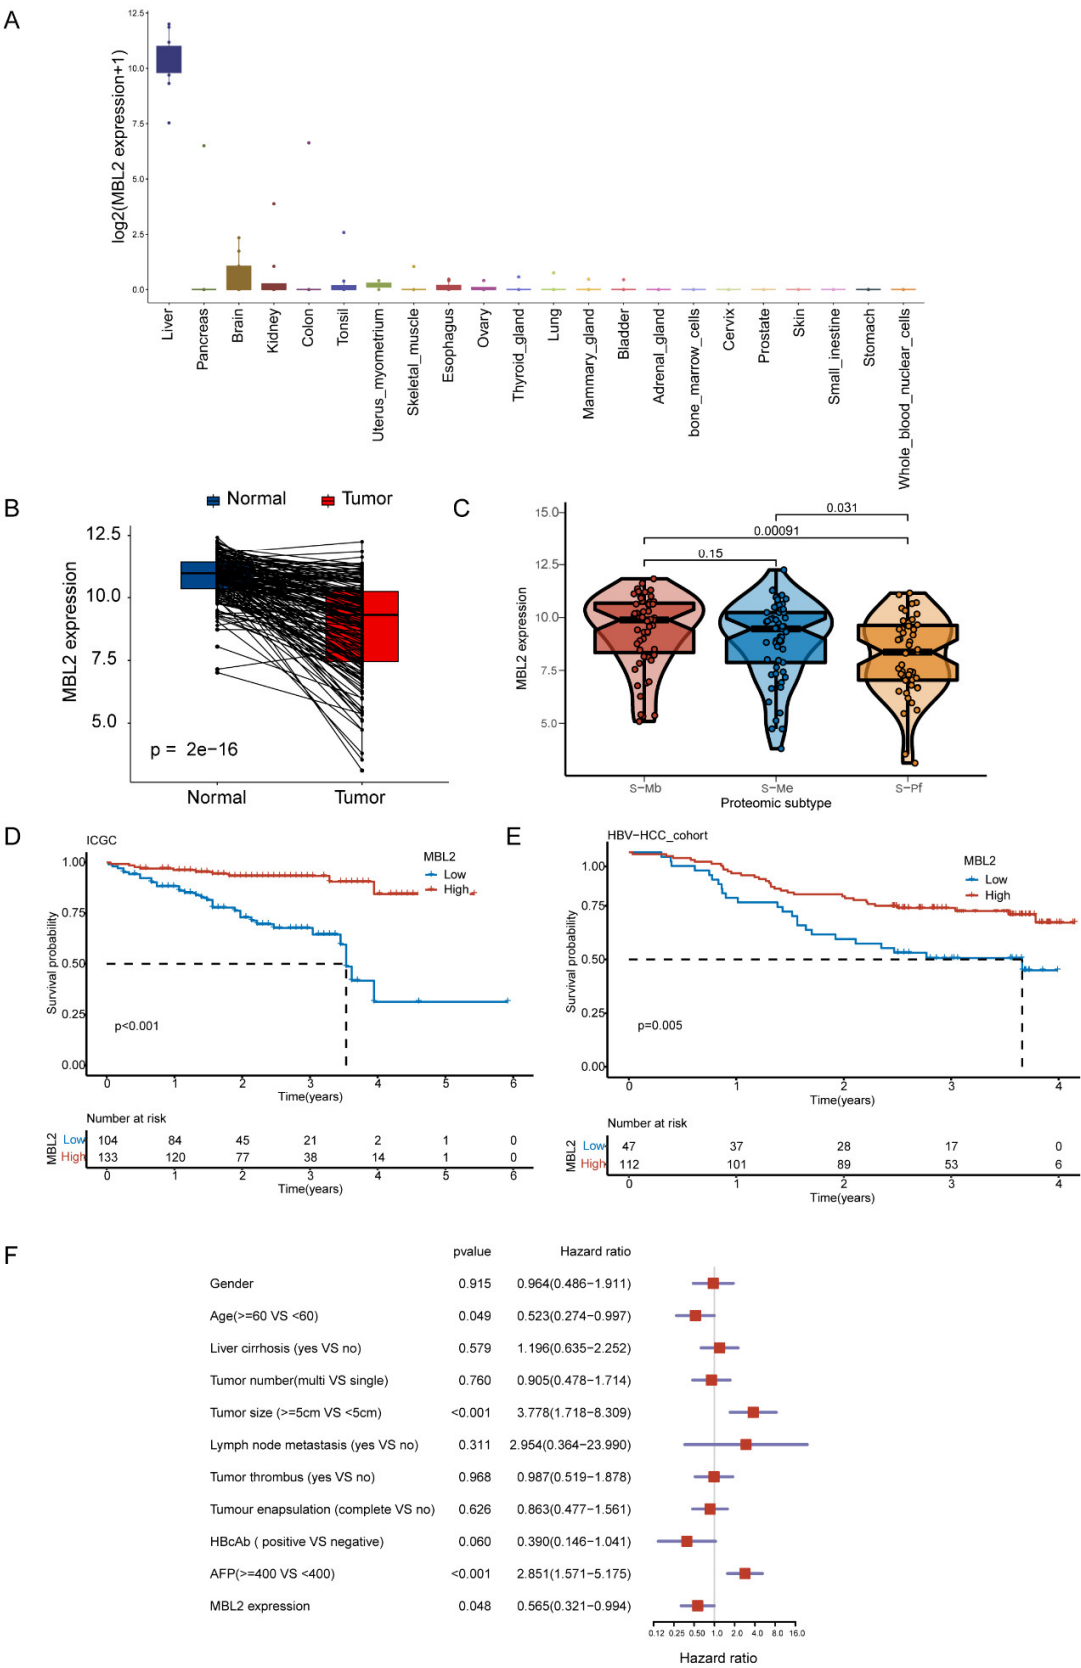 A
log2(MBL2 expression+1)
12.5
10.0
7.5
5.0
2.5
0.0
Liver
Pancreas
Brain
Kidney
Colon
Tonsil
Uterus_myometrium
Skeletal_muscle
Esophagus
Ovary
Thyroid_gland
Lung
Mammary_gland
Bladder
Adrenal_gland
bone_marrow_cells
Cervix
Prostate
Skin
Small_inestine
Stomach
Whole_blood_nuclear_cells
B
Normal Tumor
MBL2 expression
12.5
10.0
7.5
5.0
p = 2e−16
Normal Tumor
C
MBL2 expression
15.0
12.5
10.0
7.5
5.0
0.031
0.00091
0.15
S−Mb S−Me S−Pf
Proteomic subtype
D
ICGC
MBL2
Low
High
Survival probability
1.00
0.75
0.50
0.25
0.00
p<0.001
0 1 2 3 4 5 6
Time(years)
Number at risk
MBL2
Low 104 84 45 21 2 1 0
High 133 120 77 38 14 1 0
0 1 2 3 4 5 6
Time(years)
E
HBV−HCC_cohort
MBL2
Low
High
Survival probability
1.00
0.75
0.50
0.25
0.00
p=0.005
0 1 2 3 4
Time(years)
Number at risk
MBL2
Low 47 37 28 17 0
High 112 101 89 53 6
0 1 2 3 4
Time(years)
F
pvalue Hazard ratio
Gender 0.915 0.964(0.486−1.911)
Age(>=60 VS <60) 0.049 0.523(0.274−0.997)
Liver cirrhosis (yes VS no) 0.579 1.196(0.635−2.252)
Tumor number(multi VS single) 0.760 0.905(0.478−1.714)
Tumor size (>=5cm VS <5cm) <0.001 3.778(1.718−8.309)
Lymph node metastasis (yes VS no) 0.311 2.954(0.364−23.990)
Tumor thrombus (yes VS no) 0.968 0.987(0.519−1.878)
Tumour enapsulation (complete VS no) 0.626 0.863(0.477−1.561)
HBcAb ( positive VS negative) 0.060 0.390(0.146−1.041)
AFP(>=400 VS <400) <0.001 2.851(1.571−5.175)
MBL2 expression 0.048 0.565(0.321−0.994)
0.12 0.25 0.50 1.0 2.0 4.0 8.0 16.0
Hazard ratio